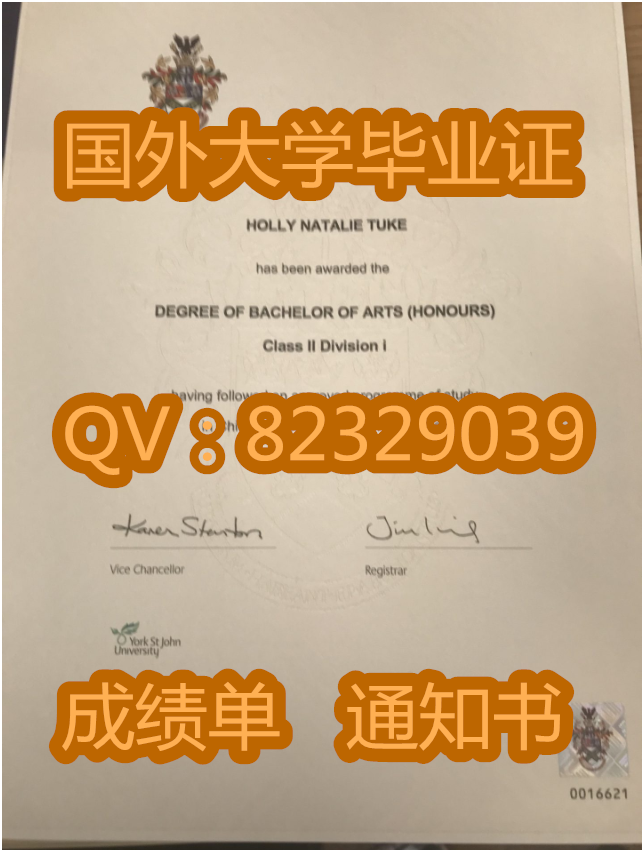 国外大学毕业证
HOLLY NATALIE TUKE
has been awarded the
DEGREE OF BACHELOR OF ARTS (HONOURS)
Class II Division i
having
QV：82329039
Vice Chancellor
Registrar
York St John
University
成绩单 通知书
0016621